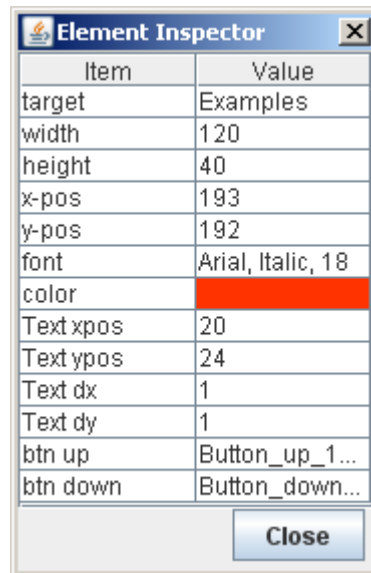 Element Inspector
Item Value
target Examples
width 120
height 40
x-pos 193
y-pos 192
font Arial, Italic, 18
color
Text xpos 20
Text ypos 24
Text dx 1
Text dy 1
btn up Button_up_1...
btn down Button_down...
Close